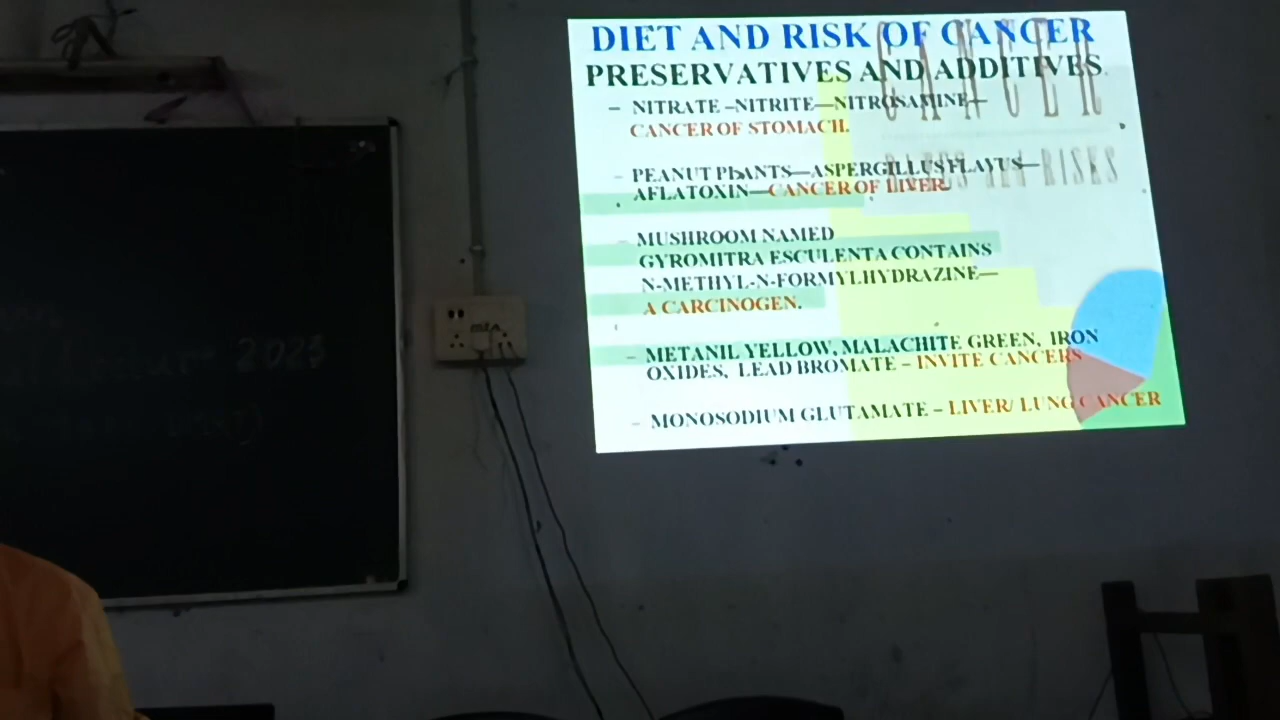 DIET AND RISK OF CANCER
PRESERVATIVES AND ADDITIVES
– NITRATE –NITRITE—NITROSAMINE—
CANCER OF STOMACH.
– PEANUT PLANTS—ASPERGILLUS FLAVUS—
AFLATOXIN—CANCER OF LIVER.
– MUSHROOM NAMED
GYROMITRA ESCULENTA CONTAINS
N-METHYL-N-FORMYLHYDRAZINE—
A CARCINOGEN.
– METANIL YELLOW, MALACHITE GREEN, IRON
OXIDES, LEAD BROMATE – INVITE CANCERS
– MONOSODIUM GLUTAMATE – LIVER/ LUNG CANCER
CANCER
RISKS
2023